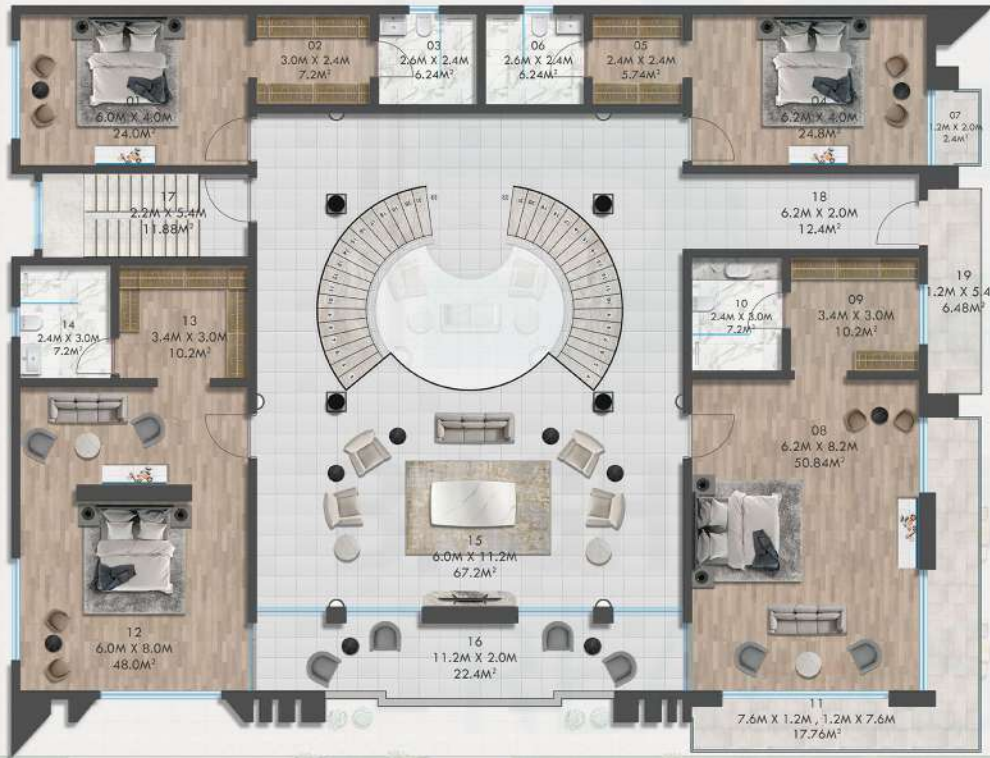 01
6.0M X 4.0M
24.0M²
02
3.0M X 2.4M
7.2M²
03
2.6M X 2.4M
6.24M²
06
2.6M X 2.4M
6.24M²
05
2.4M X 2.4M
5.74M²
04
6.2M X 4.0M
24.8M²
07
1.2M X 2.0M
2.4M²
17
2.2M X 5.4M
11.88M²
18
6.2M X 2.0M
12.4M²
19
1.2M X 5.4
6.48M²
14
2.4M X 3.0M
7.2M²
13
3.4M X 3.0M
10.2M²
10
2.4M X 3.0M
7.2M²
09
3.4M X 3.0M
10.2M²
08
6.2M X 8.2M
50.84M²
15
6.0M X 11.2M
67.2M²
12
6.0M X 8.0M
48.0M²
16
11.2M X 2.0M
22.4M²
11
7.6M X 1.2M , 1.2M X 7.6M
17.76M²